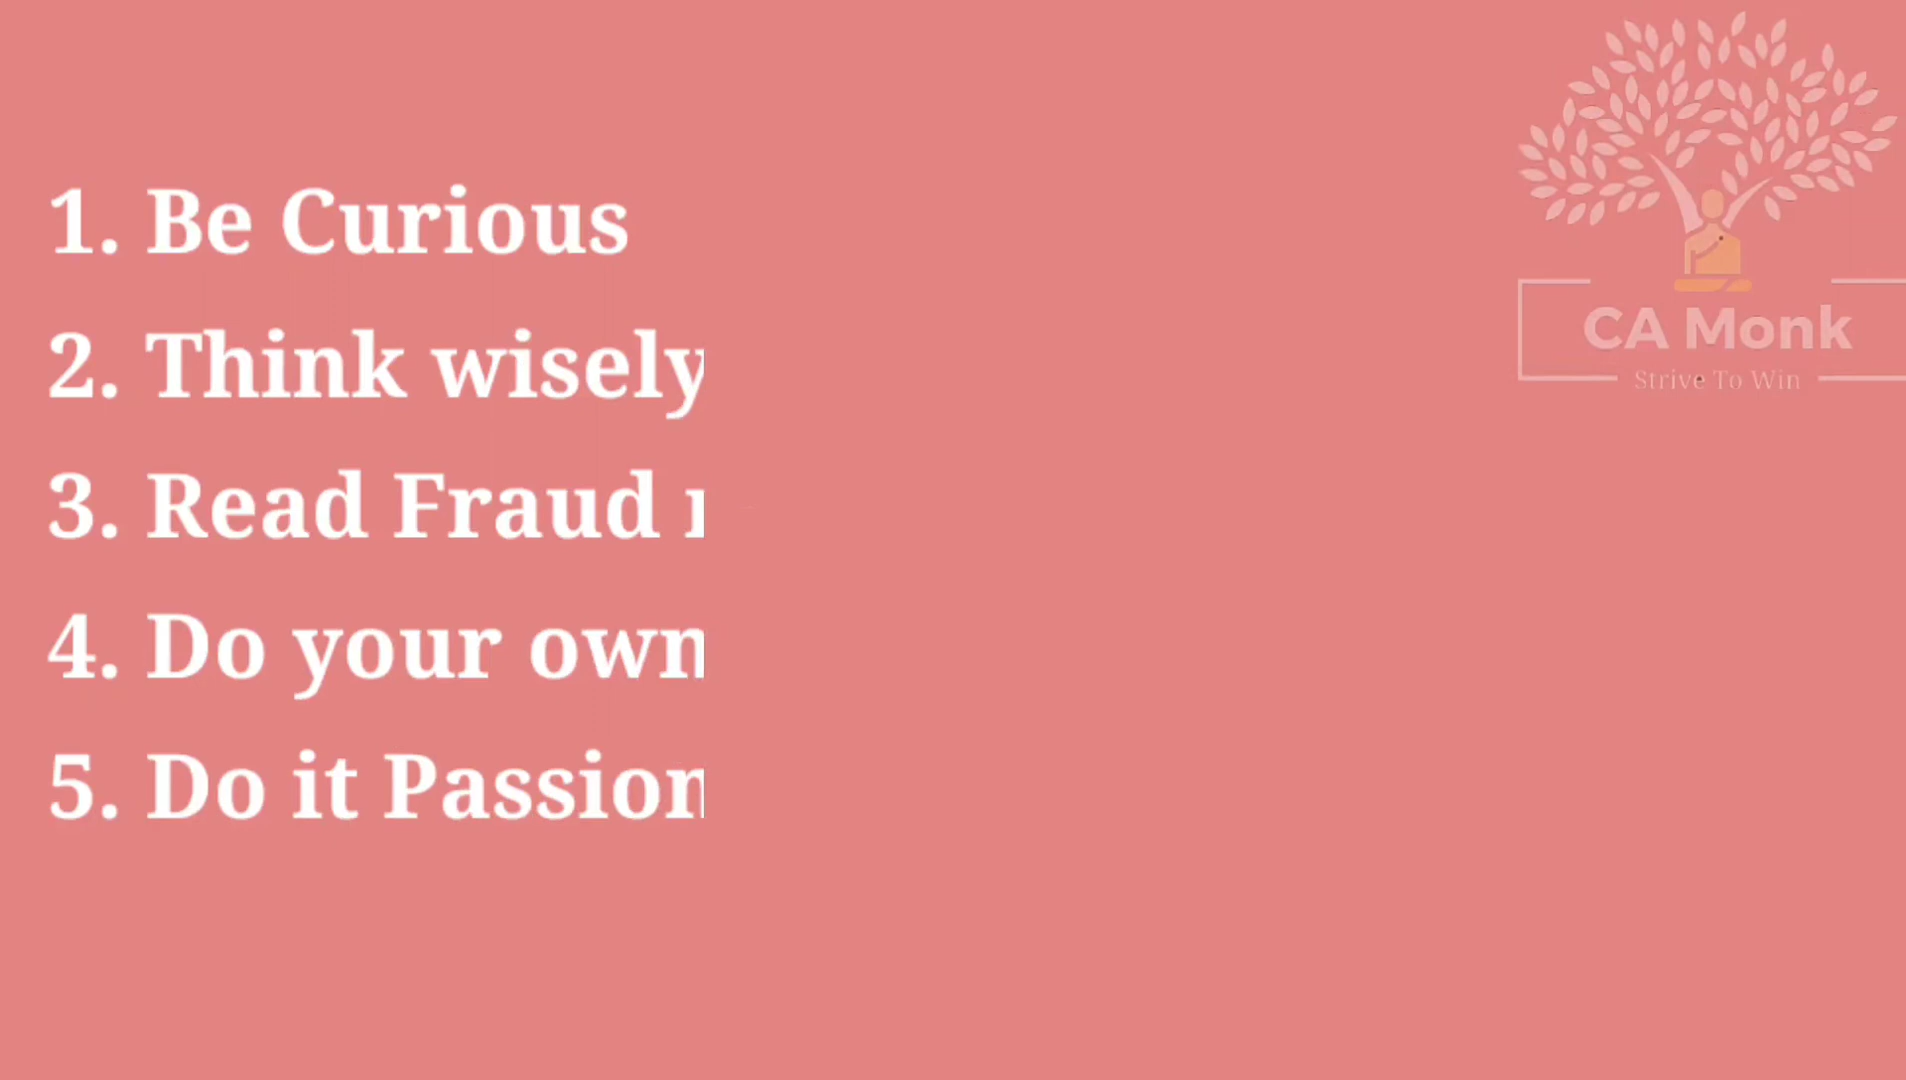 1. Be Curious
2. Think wisely
3. Read Fraud
4. Do your own
5. Do it Passion
CA Monk
Strive To Win